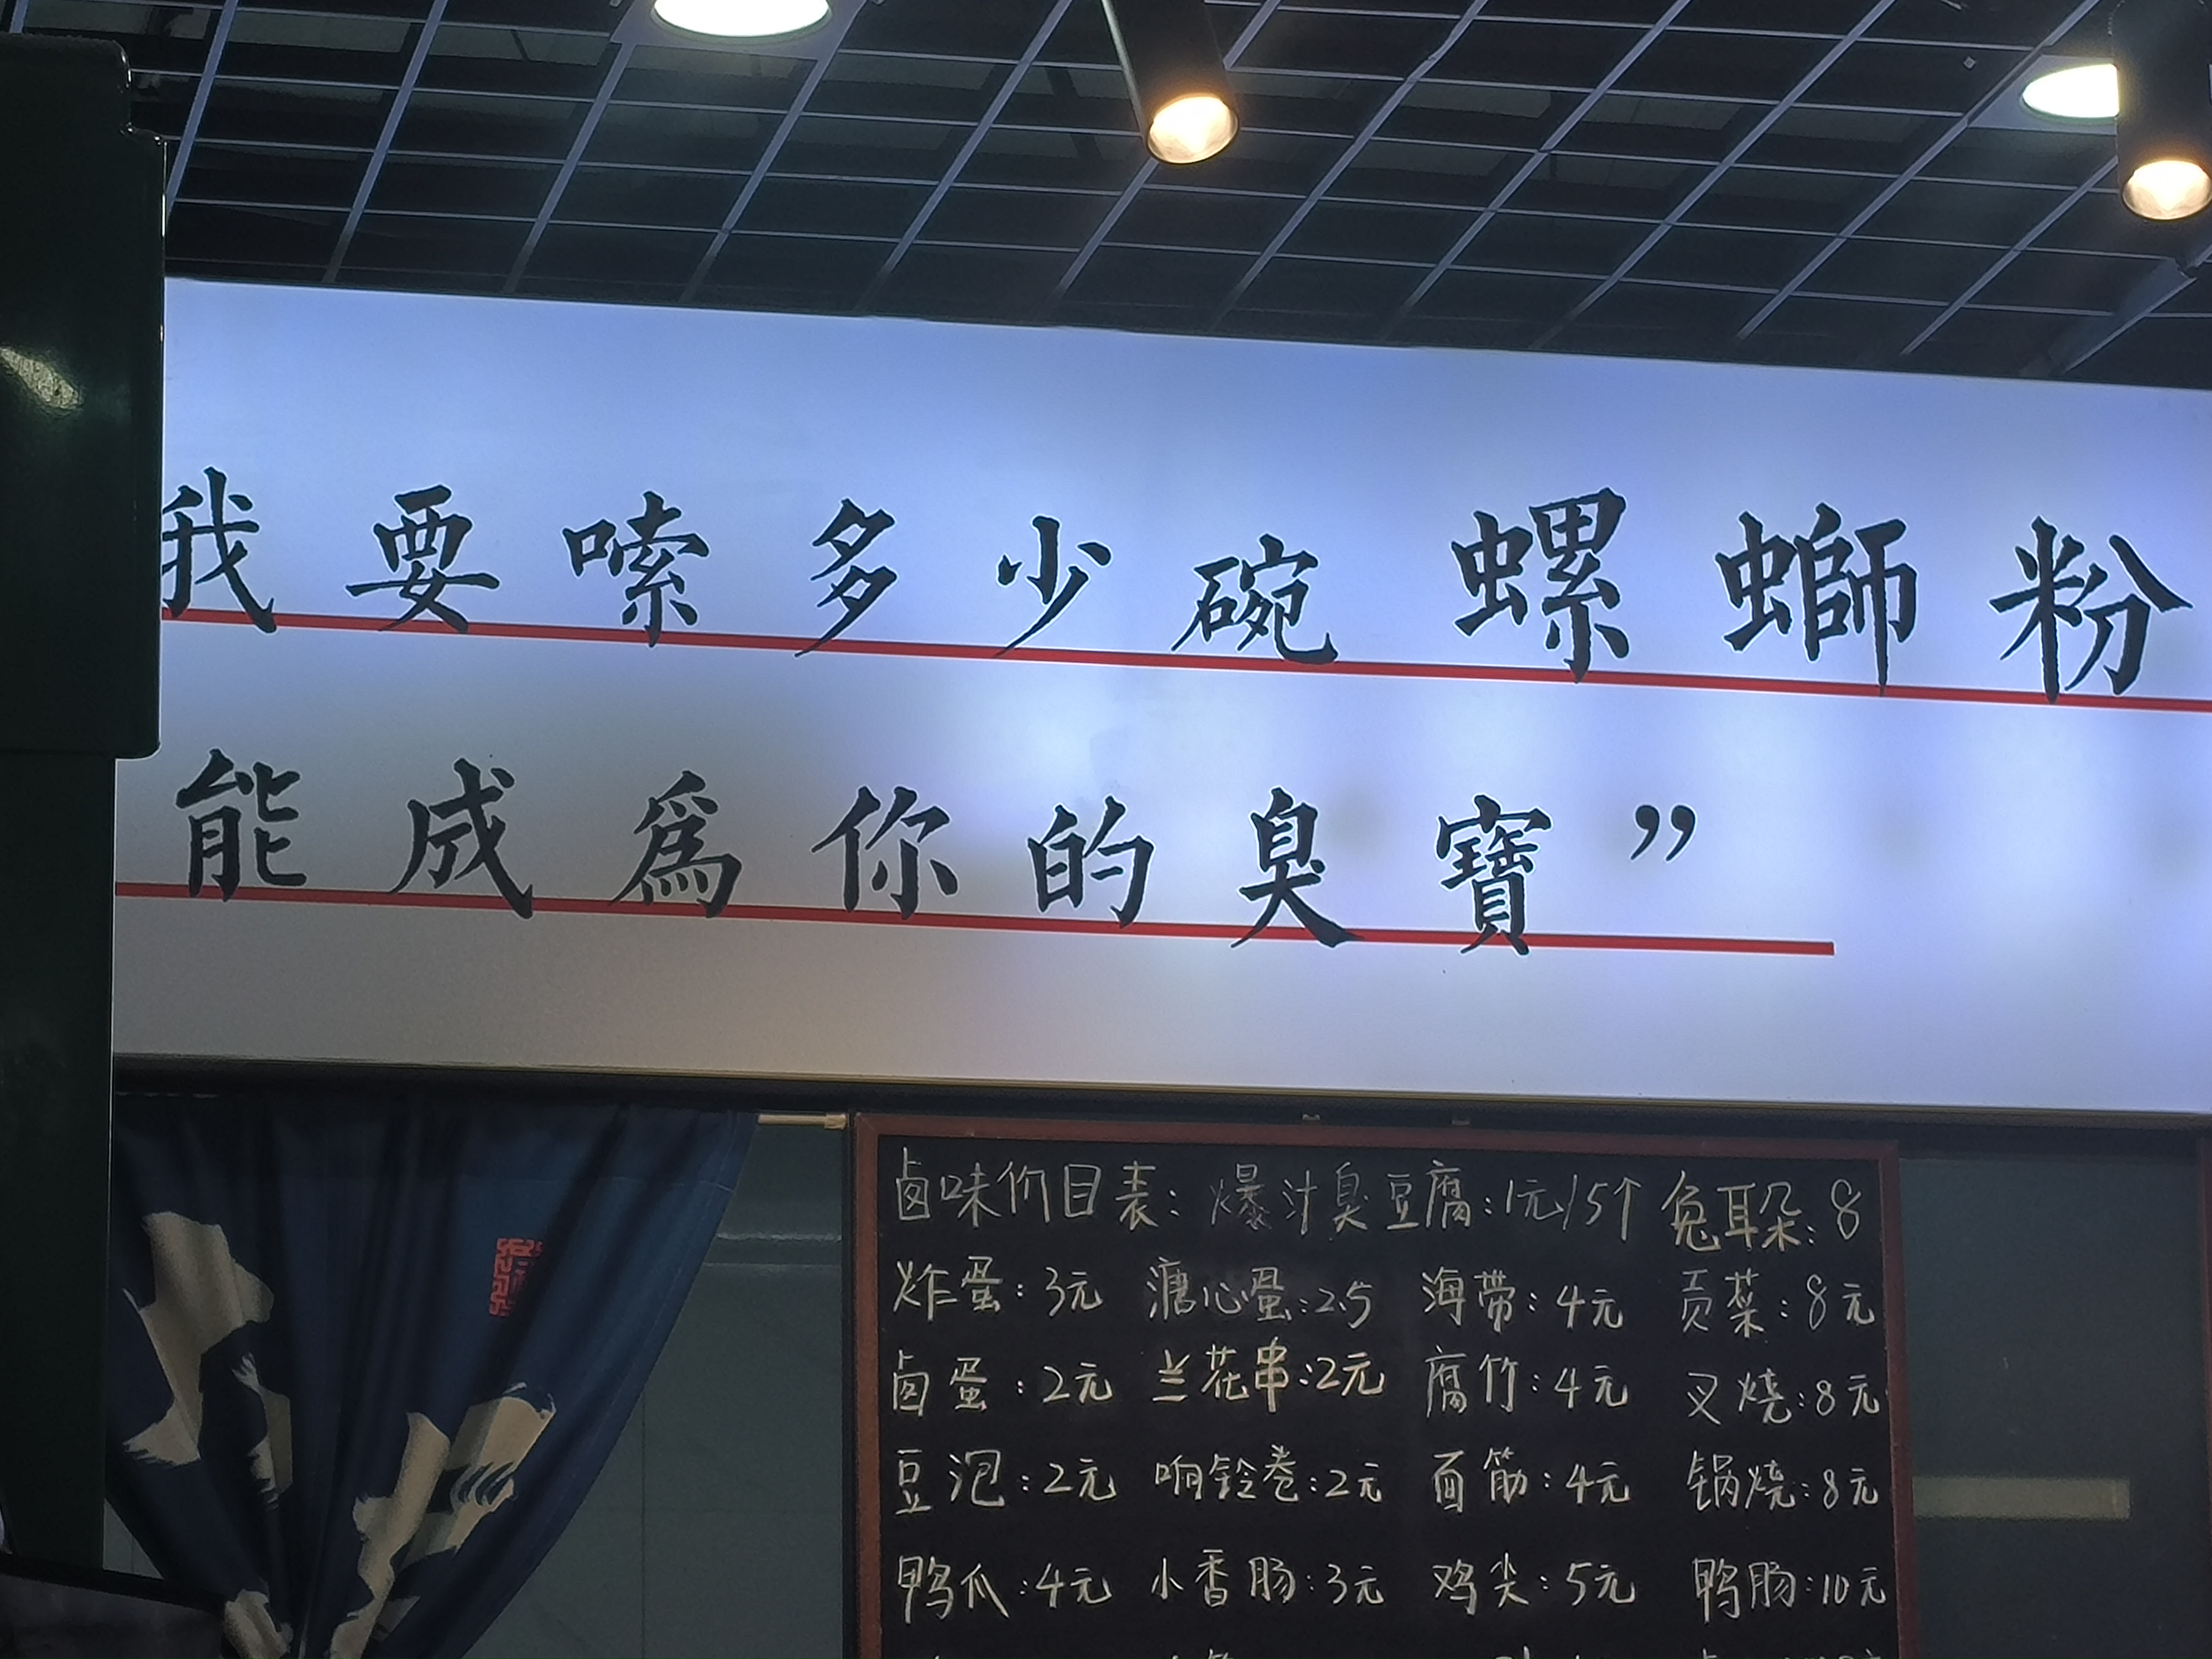 我要嗦多少碗螺螄粉
能成爲你的臭寶”
卤味价目表：爆汁臭豆腐：1元/5个 兔耳朵：8
炸蛋：3元 溏心蛋：2.5 海带：4元 贡菜：8元
卤蛋：2元 兰花串：2元 腐竹：4元 叉烧：8元
豆泡：2元 响铃卷：2元 面筋：4元 锅烧：8元
鸭爪：4元 小香肠：3元 鸡尖：5元 鸭肠：10元